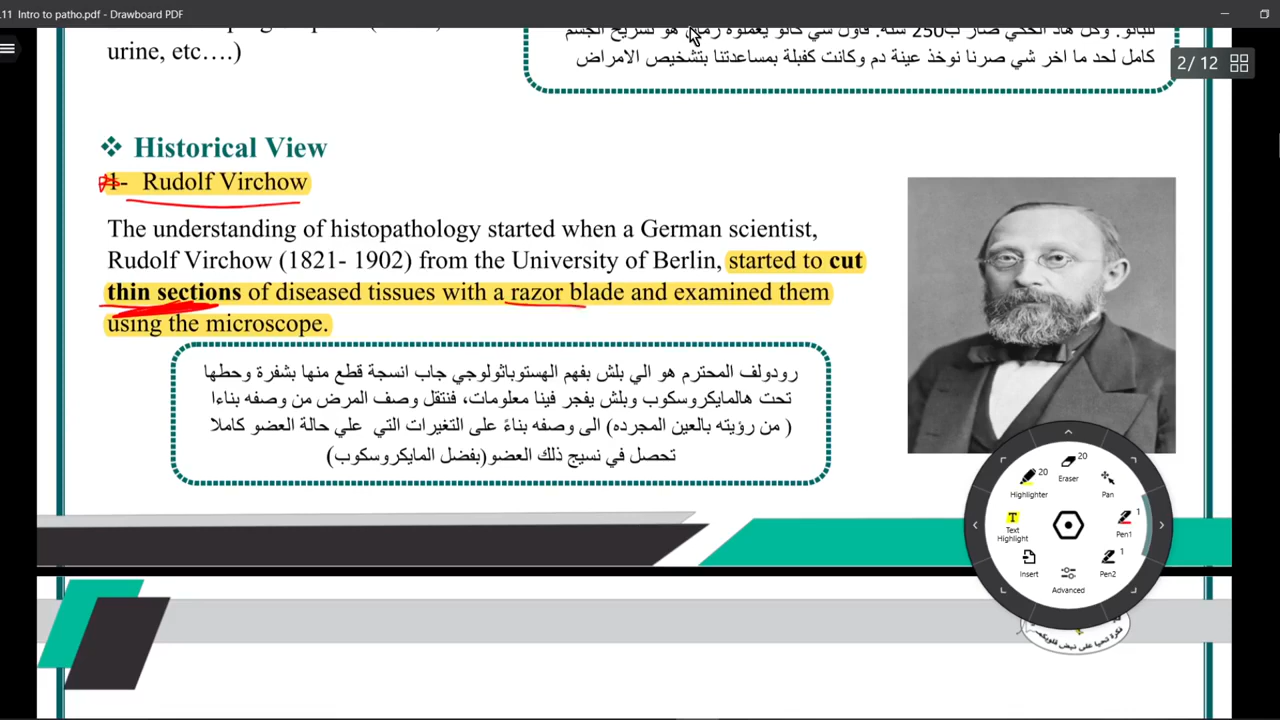 .11 Intro to patho.pdf - Drawboard PDF
2/ 12
urine, etc….)
كامل لحد ما اخر شي صرنا نوخذ عينة دم وكانت كفيلة بمساعدتنا بتشخيص الامراض
❖ Historical View
1- Rudolf Virchow
The understanding of histopathology started when a German scientist,
Rudolf Virchow (1821- 1902) from the University of Berlin, started to cut
thin sections of diseased tissues with a razor blade and examined them
using the microscope.
رودولف المحترم هو الي بلش بفهم الهستوباثولوجي جاب انسجة قطع منها بشفرة وحطها
تحت هالمايكروسكوب وبلش يفجر فينا معلومات، فنتقل وصف المرض من وصفه بناءا
( من رؤيته بالعين المجرده) الى وصفه بناءً على التغيرات التي علي حالة العضو كاملا
تحصل في نسيج ذلك العضو(بفضل المايكروسكوب)
Highlighter
20
Eraser
20
Pan
Text
Highlight
Pen1
1
Insert
Advanced
Pen2
1